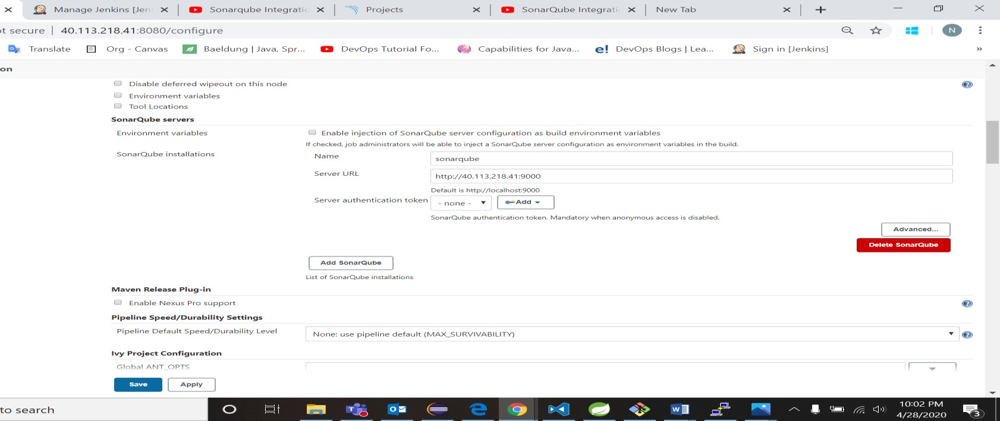 Manage Jenkins [Jen
Sonarqube Integratio
Projects
SonarQube Integrati
New Tab
ot secure | 40.113.218.41:8080/configure
N
Translate
Org - Canvas
Baeldung | Java, Spr...
DevOps Tutorial Fo...
Capabilities for Java...
e! DevOps Blogs | Lea...
Sign in [Jenkins]
on
Disable deferred wipeout on this node
Environment variables
Tool Locations
SonarQube servers
Environment variables
Enable injection of SonarQube server configuration as build environment variables
If checked, job administrators will be able to inject a SonarQube server configuration as environment variables in the build.
SonarQube installations
Name
sonarqube
Server URL
http://40.113.218.41:9000
Default is http://localhost:9000
Server authentication token
- none -
Add
SonarQube authentication token. Mandatory when anonymous access is disabled.
Advanced...
Delete SonarQube
Add SonarQube
List of SonarQube installations
Maven Release Plug-in
Enable Nexus Pro support
Pipeline Speed/Durability Settings
Pipeline Default Speed/Durability Level
None: use pipeline default (MAX_SURVIVABILITY)
Ivy Project Configuration
Global ANT_OPTS
Save
Apply
to search
10:02 PM
4/28/2020
3